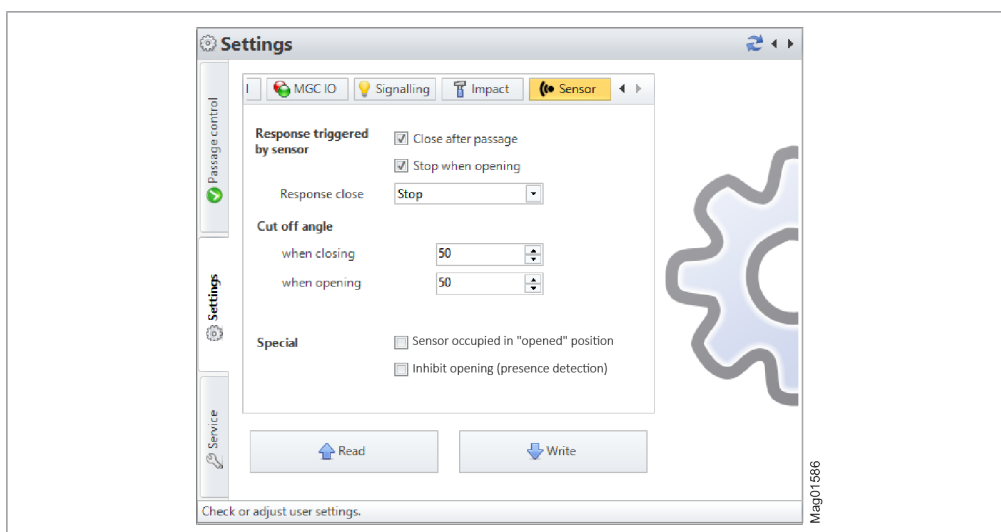 Settings
I
MGC IO
Signalling
Impact
Sensor
Passage control
Settings
Service
Response triggered
by sensor
Close after passage
Stop when opening
Response close
Stop
Cut off angle
when closing
50
when opening
50
Special
Sensor occupied in "opened" position
Inhibit opening (presence detection)
Read
Write
Check or adjust user settings.
Mag01586